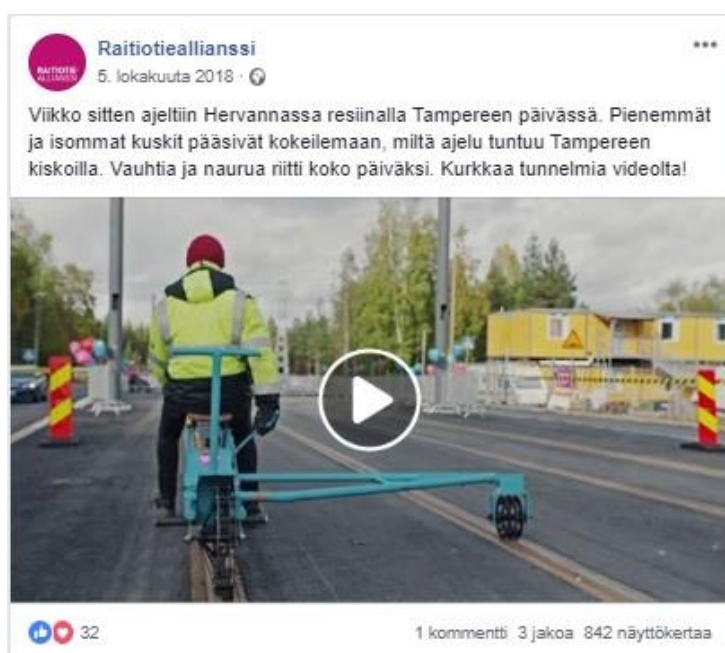 Raitiotieallianssi
RAITIOTIE-
ALLIANSSI
5. lokakuuta 2018 ·
Viikko sitten ajeltiin Hervannassa resiinalla Tampereen päivässä. Pienemmät
ja isommat kuskit pääsivät kokeilemaan, miltä ajelu tuntuu Tampereen
kiskoilla. Vauhtia ja naurua riitti koko päiväksi. Kurkkaa tunnelmia videolta!
32
1 kommentti 3 jakoa 842 näyttökertaa